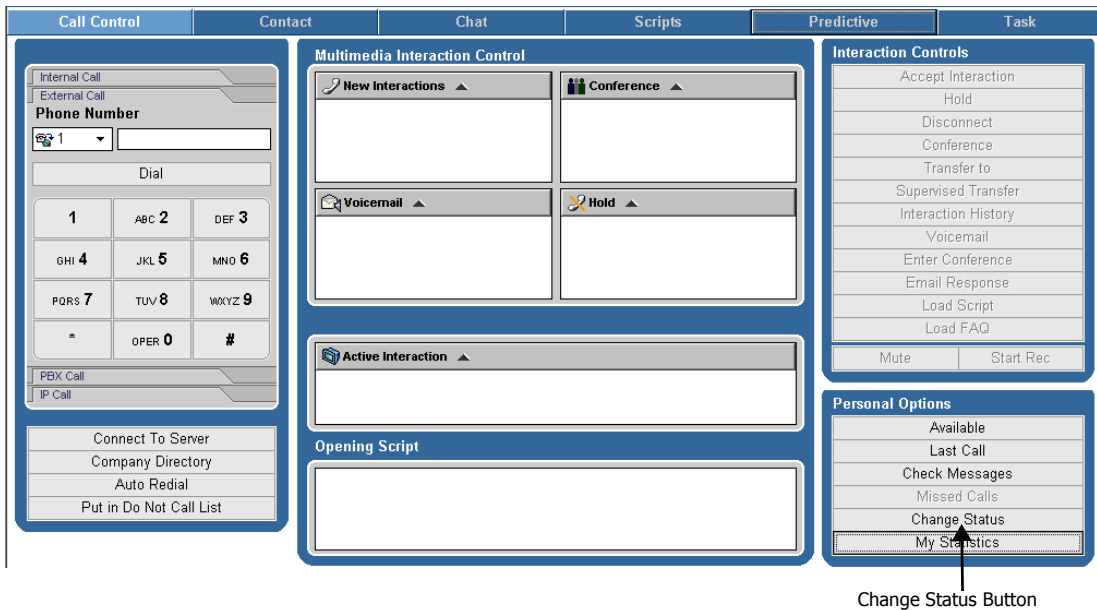 Call Control Contact Chat Scripts Predictive Task
Internal Call
External Call
Phone Number
1
Dial
1 ABC 2 DEF 3
GHI 4 JKL 5 MNO 6
PQRS 7 TUV 8 WXYZ 9
* OPER 0 #
PBX Call
IP Call
Connect To Server
Company Directory
Auto Redial
Put in Do Not Call List
Multimedia Interaction Control
New Interactions Conference
Voicemail Hold
Active Interaction
Opening Script
Interaction Controls
Accept Interaction
Hold
Disconnect
Conference
Transfer to
Supervised Transfer
Interaction History
Voicemail
Enter Conference
Email Response
Load Script
Load FAQ
Mute Start Rec
Personal Options
Available
Last Call
Check Messages
Missed Calls
Change Status
My Statistics
Change Status Button